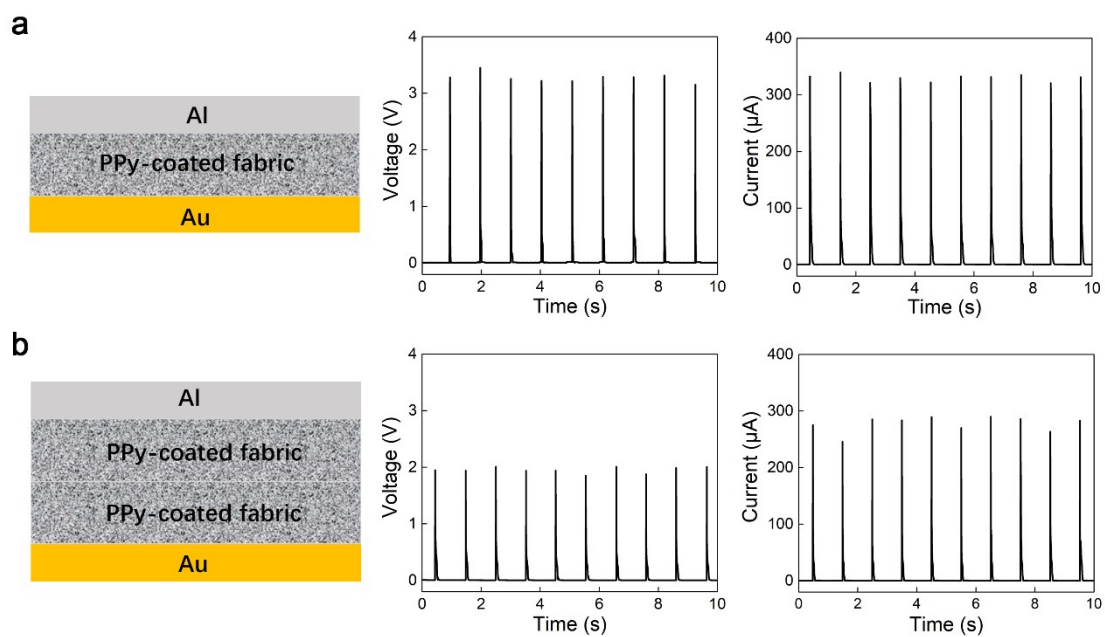 a
Al
PPy-coated fabric
Au
Voltage (V)
4
3
2
1
0
0 2 4 6 8 10
Time (s)
Current (μA)
400
300
200
100
0
0 2 4 6 8 10
Time (s)
b
Al
PPy-coated fabric
PPy-coated fabric
Au
Voltage (V)
4
3
2
1
0
0 2 4 6 8 10
Time (s)
Current (μA)
400
300
200
100
0
0 2 4 6 8 10
Time (s)